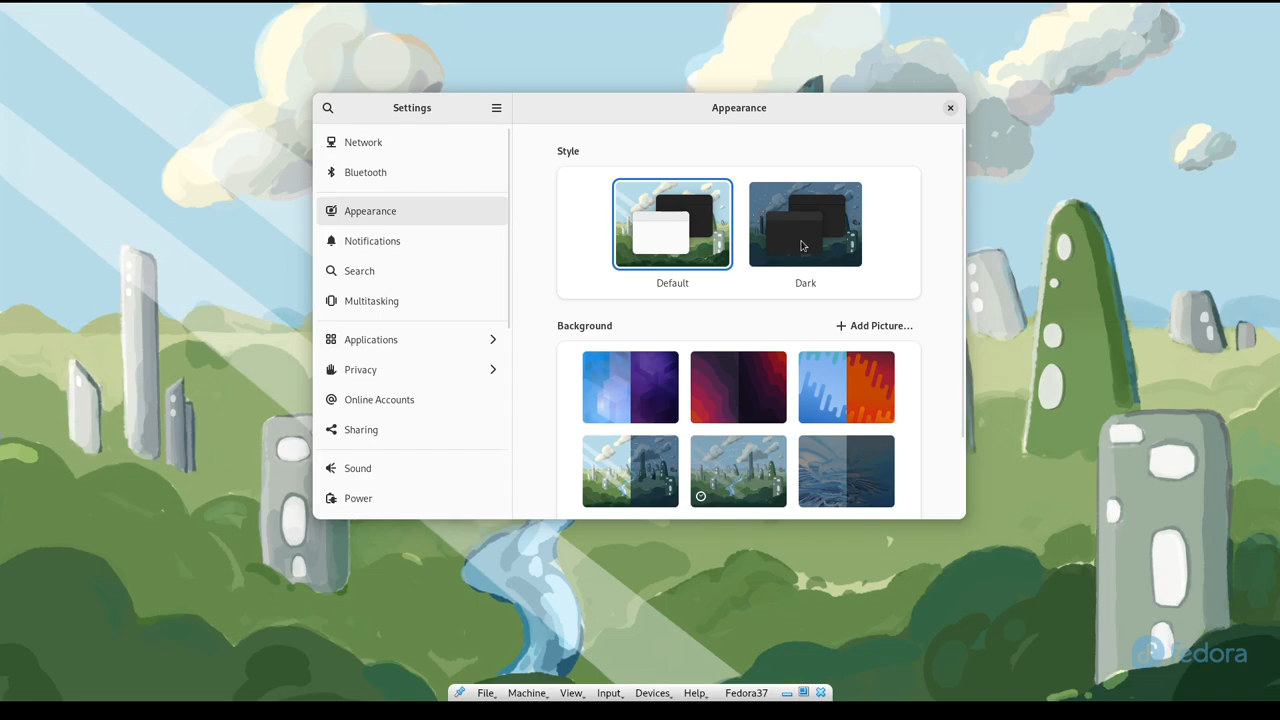 Settings
Appearance
Network
Bluetooth
Appearance
Notifications
Search
Multitasking
Applications
Privacy
Online Accounts
Sharing
Sound
Power
Style
Default
Dark
Background
Add Picture...
fedora
File Machine View Input Devices Help Fedora37